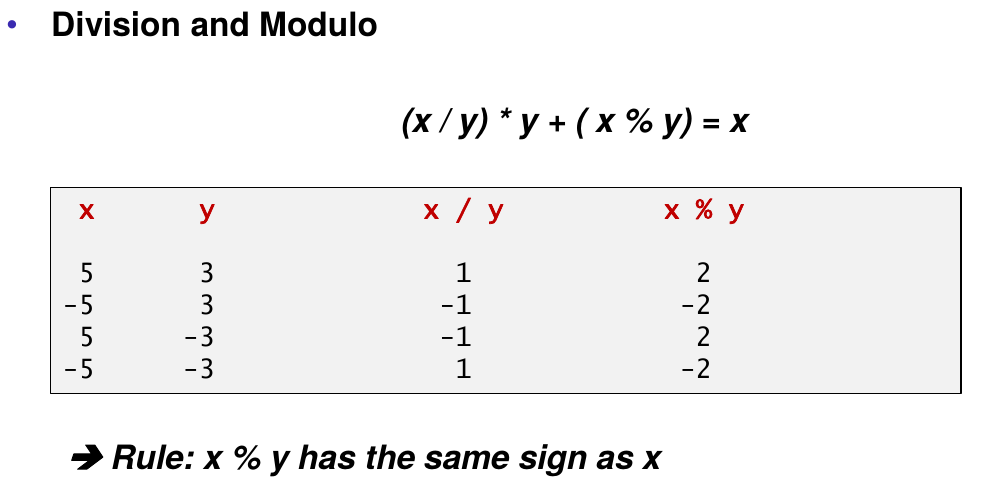 • Division and Modulo
(x / y) * y + ( x % y) = x
x y x / y x % y
5 3 1 2
-5 3 -1 -2
5 -3 -1 2
-5 -3 1 -2
➔ Rule: x % y has the same sign as x